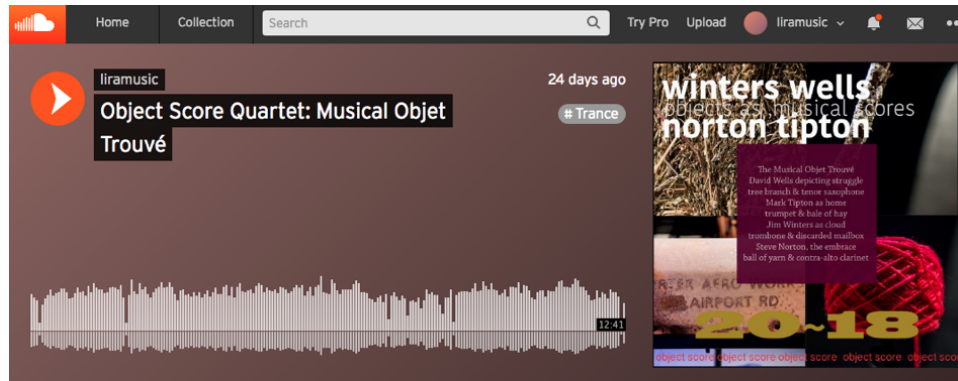 Home
Collection
Search
Try Pro
Upload
liramusic
liramusic
24 days ago
Object Score Quartet: Musical Objet
Trouvé
# Trance
12:41
winters wells
objects as, musical scores
norton tipton
The Musical Objet Trouvé
David Wells depicting struggle
tree branch & tenor saxophone
Mark Tipton as home
trumpet & bale of hay
Jim Winters as cloud
trombone & discarded mailbox
Steve Norton, the embrace
ball of yarn & contra-alto clarinet
AERO WORKS
AIRPORT RD.
20~18
object score object score object score object score object sco